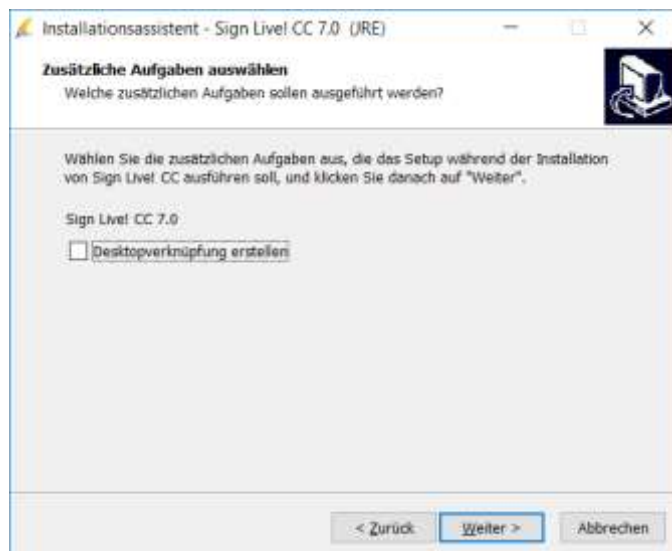 Installationsassistent - Sign Live! CC 7.0 (JRE)
Zusätzliche Aufgaben auswählen
Welche zusätzlichen Aufgaben sollen ausgeführt werden?
Wählen Sie die zusätzlichen Aufgaben aus, die das Setup während der Installation
von Sign Live! CC ausführen soll, und klicken Sie danach auf "Weiter".
Sign Live! CC 7.0
Desktopverknüpfung erstellen
< Zurück Weiter > Abbrechen